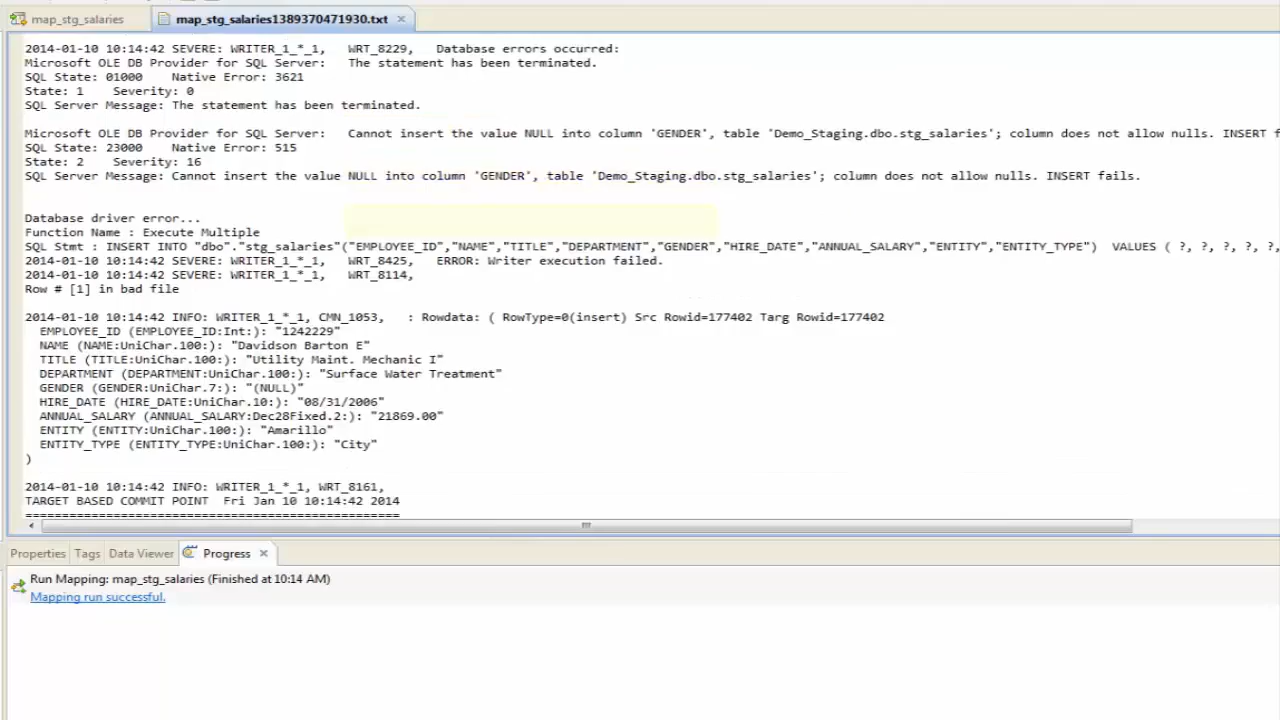 map_stg_salaries
map_stg_salaries1389370471930.txt
2014-01-10 10:14:42 SEVERE: WRITER_1_*_1, WRT_8229, Database errors occurred:
Microsoft OLE DB Provider for SQL Server: The statement has been terminated.
SQL State: 01000 Native Error: 3621
State: 1 Severity: 0
SQL Server Message: The statement has been terminated.
Microsoft OLE DB Provider for SQL Server: Cannot insert the value NULL into column 'GENDER', table 'Demo_Staging.dbo.stg_salaries'; column does not allow nulls. INSERT f
SQL State: 23000 Native Error: 515
State: 2 Severity: 16
SQL Server Message: Cannot insert the value NULL into column 'GENDER', table 'Demo_Staging.dbo.stg_salaries'; column does not allow nulls. INSERT fails.
Database driver error...
Function Name : Execute Multiple
SQL Stmt : INSERT INTO "dbo"."stg_salaries"("EMPLOYEE_ID","NAME","TITLE","DEPARTMENT","GENDER","HIRE_DATE","ANNUAL_SALARY","ENTITY","ENTITY_TYPE") VALUES ( ?, ?, ?, ?, ?,
2014-01-10 10:14:42 SEVERE: WRITER_1_*_1, WRT_8425, ERROR: Writer execution failed.
2014-01-10 10:14:42 SEVERE: WRITER_1_*_1, WRT_8114,
Row # [1] in bad file
2014-01-10 10:14:42 INFO: WRITER_1_*_1, CMN_1053, : Rowdata: ( RowType=0(insert) Src Rowid=177402 Targ Rowid=177402
EMPLOYEE_ID (EMPLOYEE_ID:Int:): "1242229"
NAME (NAME:UniChar.100:): "Davidson Barton E"
TITLE (TITLE:UniChar.100:): "Utility Maint. Mechanic I"
DEPARTMENT (DEPARTMENT:UniChar.100:): "Surface Water Treatment"
GENDER (GENDER:UniChar.7:): "(NULL)"
HIRE_DATE (HIRE_DATE:UniChar.10:): "08/31/2006"
ANNUAL_SALARY (ANNUAL_SALARY:Dec28Fixed.2:): "21869.00"
ENTITY (ENTITY:UniChar.100:): "Amarillo"
ENTITY_TYPE (ENTITY_TYPE:UniChar.100:): "City"
)
2014-01-10 10:14:42 INFO: WRITER_1_*_1, WRT_8161,
TARGET BASED COMMIT POINT Fri Jan 10 10:14:42 2014
===================================================
Properties Tags Data Viewer Progress
Run Mapping: map_stg_salaries (Finished at 10:14 AM)
Mapping run successful.